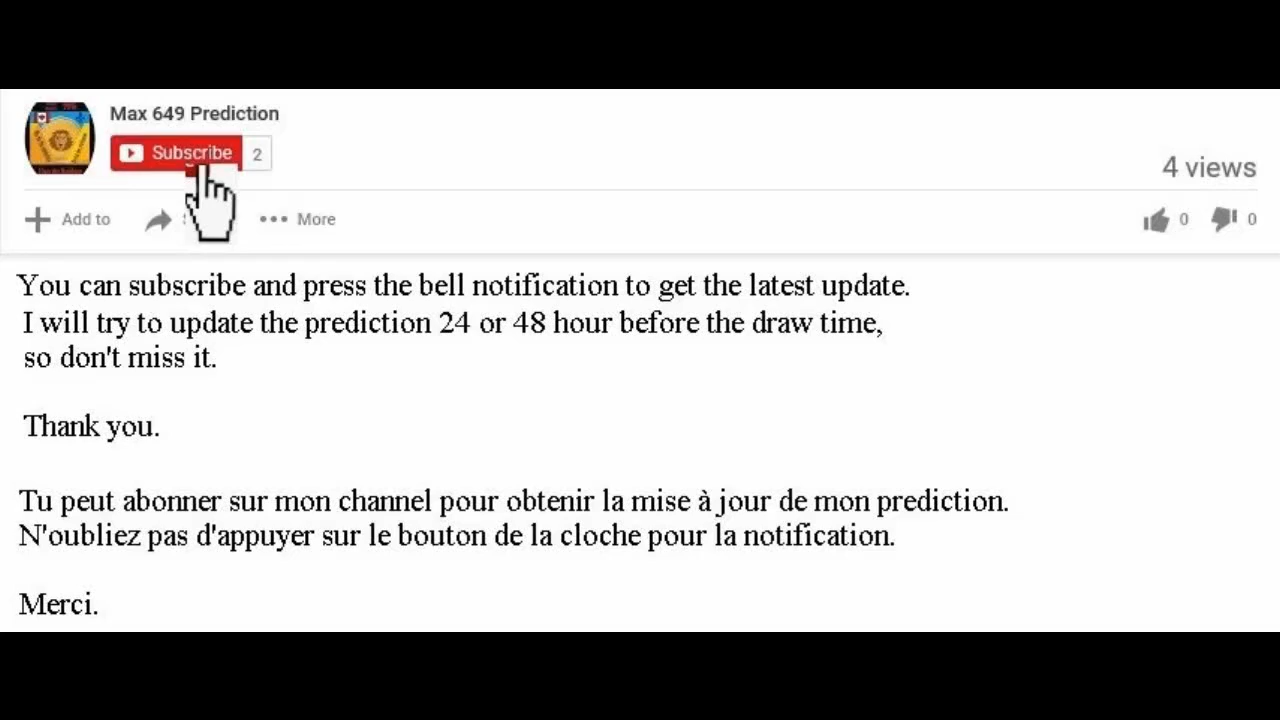 Max 649 Prediction
Subscribe 2
4 views
Add to
More
0 0
You can subscribe and press the bell notification to get the latest update.
I will try to update the prediction 24 or 48 hour before the draw time,
so don't miss it.
Thank you.
Tu peut abonner sur mon channel pour obtenir la mise à jour de mon prediction.
N'oubliez pas d'appuyer sur le bouton de la cloche pour la notification.
Merci.